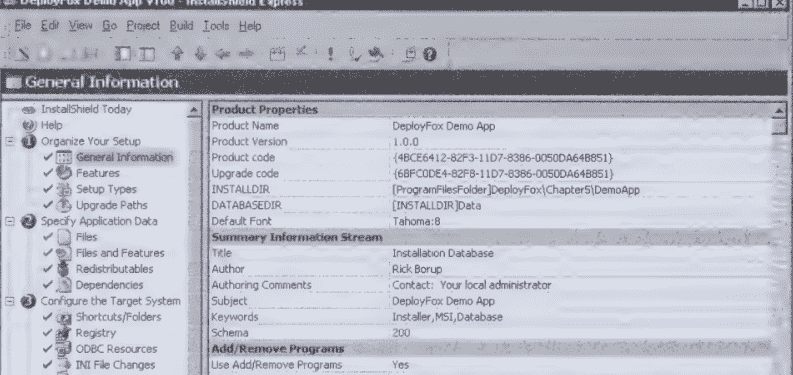 DeployFox Demo App V100 - InstallShield Express
File Edit View Go Project Build Tools Help
General Information
InstallShield Today
Help
1 Organize Your Setup
General Information
Features
Setup Types
Upgrade Paths
2 Specify Application Data
Files
Files and Features
Redistributables
Dependencies
3 Configure the Target System
Shortcuts/Folders
Registry
ODBC Resources
INI File Changes
Product Properties
Product Name DeployFox Demo App
Product Version 1.0.0
Product code {4BCE6412-82F3-11D7-8386-0050DA64B851}
Upgrade code {6BFC0DE4-82F8-11D7-8386-0050DA64B851}
INSTALLDIR [ProgramFilesFolder]DeployFox\Chapter5\DemoApp
DATABASEDIR [INSTALLDIR]Data
Default Font Tahoma:8
Summary Information Stream
Title Installation Database
Author Rick Borup
Authoring Comments Contact: Your local administrator
Subject DeployFox Demo App
Keywords Installer,MSI,Database
Schema 200
Add/Remove Programs
Use Add/Remove Programs Yes